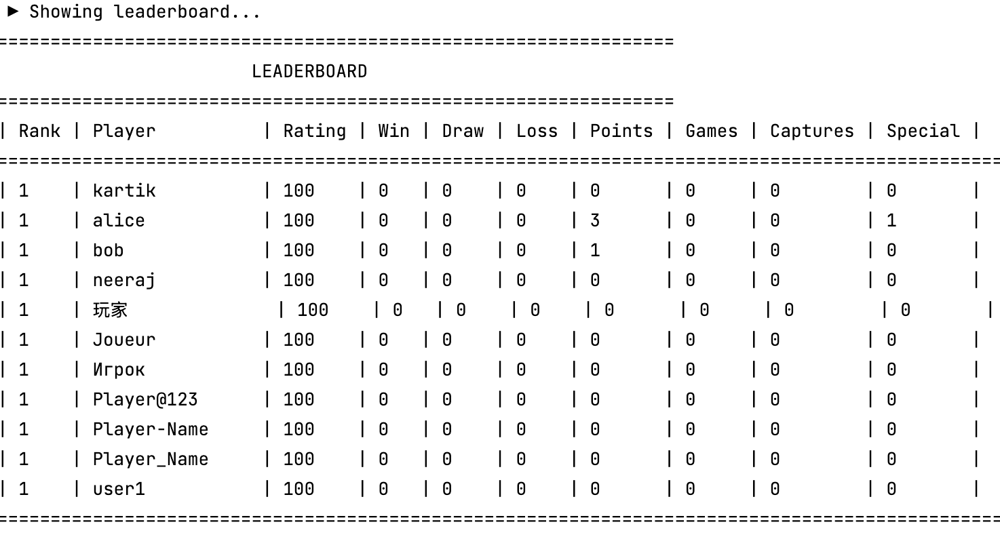 ► Showing leaderboard...
================================================================
                        LEADERBOARD
================================================================
| Rank | Player          | Rating | Win | Draw | Loss | Points | Games | Captures | Special |
===============================================================================================
| 1    | kartik          | 100    | 0   | 0    | 0    | 0      | 0     | 0        | 0       |
| 1    | alice           | 100    | 0   | 0    | 0    | 3      | 0     | 0        | 1       |
| 1    | bob             | 100    | 0   | 0    | 0    | 1      | 0     | 0        | 0       |
| 1    | neeraj          | 100    | 0   | 0    | 0    | 0      | 0     | 0        | 0       |
| 1    | 玩家              | 100    | 0   | 0    | 0    | 0      | 0     | 0        | 0       |
| 1    | Joueur          | 100    | 0   | 0    | 0    | 0      | 0     | 0        | 0       |
| 1    | Игрок           | 100    | 0   | 0    | 0    | 0      | 0     | 0        | 0       |
| 1    | Player@123      | 100    | 0   | 0    | 0    | 0      | 0     | 0        | 0       |
| 1    | Player-Name     | 100    | 0   | 0    | 0    | 0      | 0     | 0        | 0       |
| 1    | Player_Name     | 100    | 0   | 0    | 0    | 0      | 0     | 0        | 0       |
| 1    | user1           | 100    | 0   | 0    | 0    | 0      | 0     | 0        | 0       |
===============================================================================================